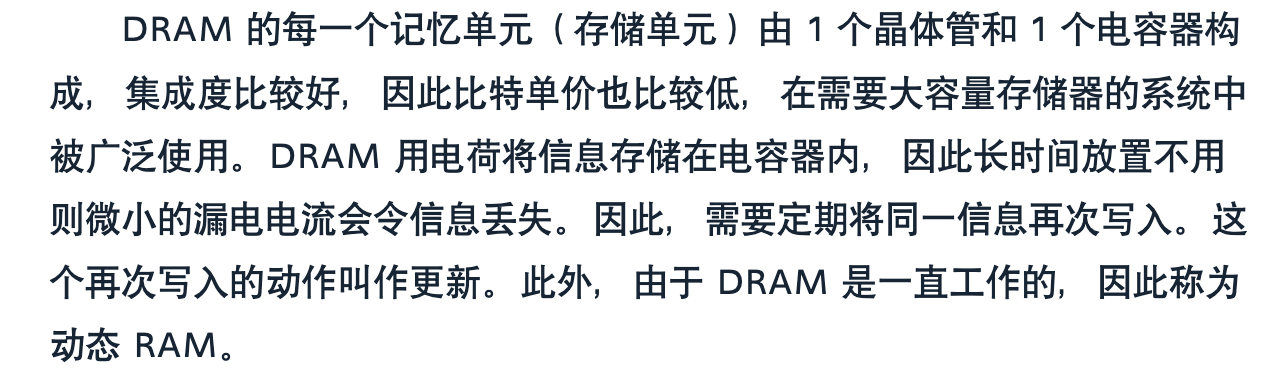 DRAM 的每一个记忆单元（存储单元）由 1 个晶体管和 1 个电容器构
成， 集成度比较好， 因此比特单价也比较低， 在需要大容量存储器的系统中
被广泛使用。DRAM 用电荷将信息存储在电容器内， 因此长时间放置不用
则微小的漏电电流会令信息丢失。因此， 需要定期将同一信息再次写入。这
个再次写入的动作叫作更新。此外， 由于 DRAM 是一直工作的， 因此称为
动态 RAM。